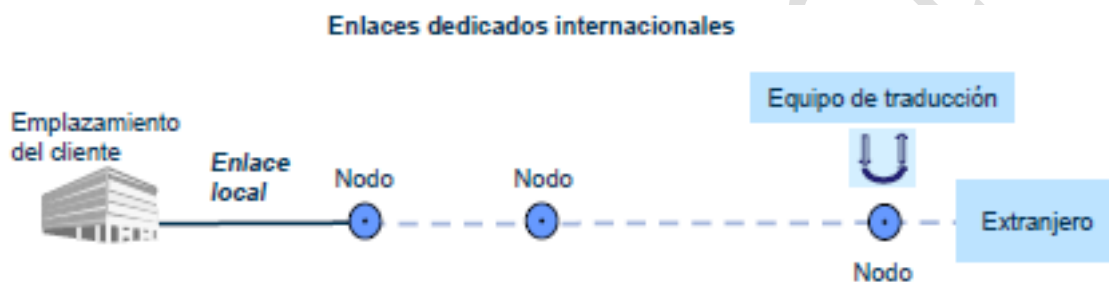 Enlaces dedicados internacionales
Equipo de traducción
Emplazamiento
del cliente
Enlace
local
Nodo
Nodo
Extranjero
Nodo